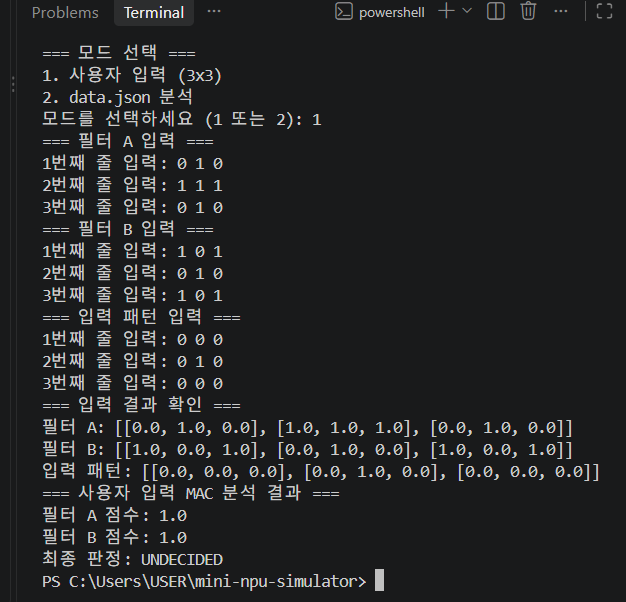 Problems Terminal ··· powershell
=== 모드 선택 ===
1. 사용자 입력 (3x3)
2. data.json 분석
모드를 선택하세요 (1 또는 2): 1
=== 필터 A 입력 ===
1번째 줄 입력: 0 1 0
2번째 줄 입력: 1 1 1
3번째 줄 입력: 0 1 0
=== 필터 B 입력 ===
1번째 줄 입력: 1 0 1
2번째 줄 입력: 0 1 0
3번째 줄 입력: 1 0 1
=== 입력 패턴 입력 ===
1번째 줄 입력: 0 0 0
2번째 줄 입력: 0 1 0
3번째 줄 입력: 0 0 0
=== 입력 결과 확인 ===
필터 A: [[0.0, 1.0, 0.0], [1.0, 1.0, 1.0], [0.0, 1.0, 0.0]]
필터 B: [[1.0, 0.0, 1.0], [0.0, 1.0, 0.0], [1.0, 0.0, 1.0]]
입력 패턴: [[0.0, 0.0, 0.0], [0.0, 1.0, 0.0], [0.0, 0.0, 0.0]]
=== 사용자 입력 MAC 분석 결과 ===
필터 A 점수: 1.0
필터 B 점수: 1.0
최종 판정: UNDECIDED
PS C:\Users\USER\mini-npu-simulator>